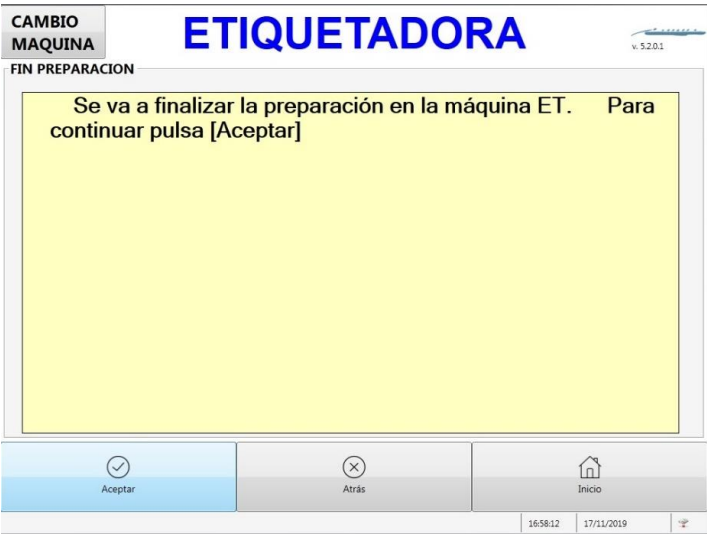 CAMBIO
MAQUINA
ETIQUETADORA
v. 5.2.0.1
FIN PREPARACION
Se va a finalizar la preparación en la máquina ET. Para
continuar pulsa [Aceptar]
Aceptar
Atrás
Inicio
16:58:12
17/11/2019